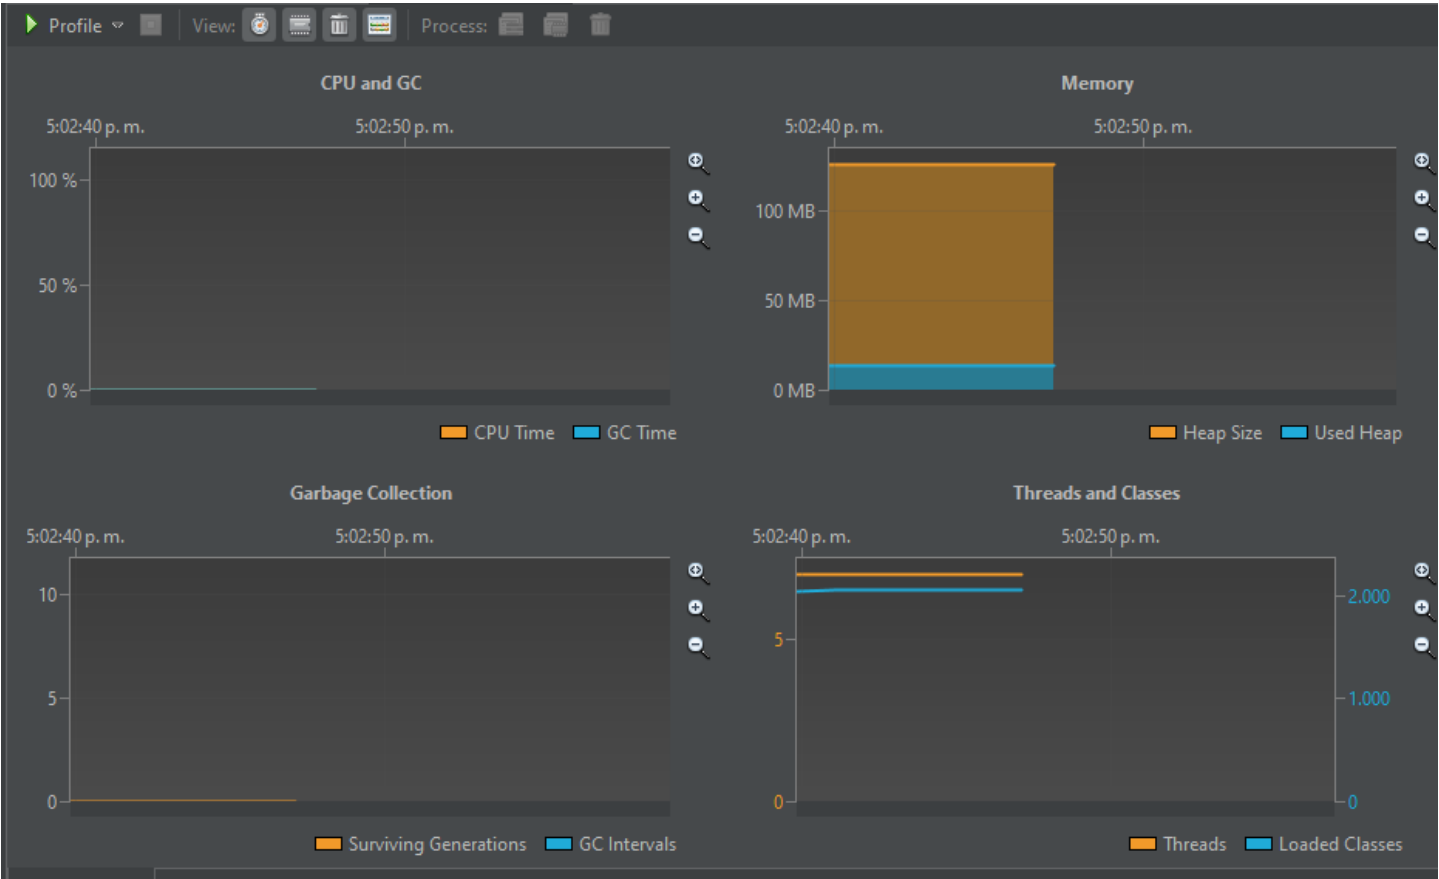 Profile View: Process:
CPU and GC
5:02:40 p. m. 5:02:50 p. m.
100 %
50 %
0 %
CPU Time GC Time
Memory
5:02:40 p. m. 5:02:50 p. m.
100 MB
50 MB
0 MB
Heap Size Used Heap
Garbage Collection
5:02:40 p. m. 5:02:50 p. m.
10
5
0
Surviving Generations GC Intervals
Threads and Classes
5:02:40 p. m. 5:02:50 p. m.
2.000
5
1.000
0 0
Threads Loaded Classes